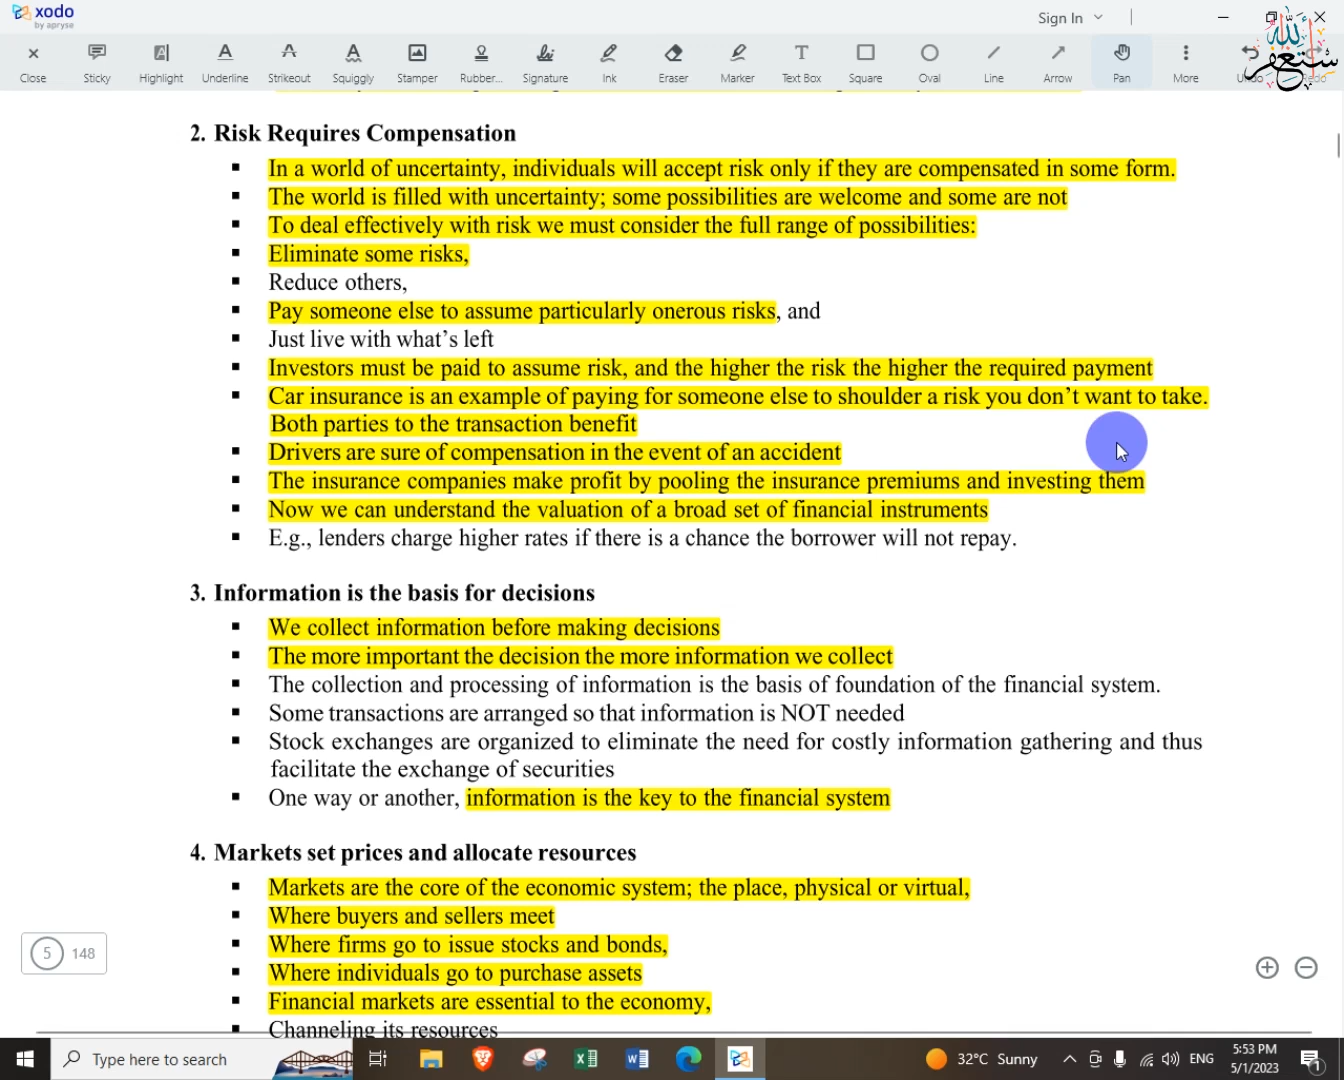 xodo
by apryse
Sign In
Close
Sticky
Highlight
Underline
Strikeout
Squiggly
Stamper
Rubber...
Signature
Ink
Eraser
Marker
Text Box
Square
Oval
Line
Arrow
Pan
More
Undo
Redo
أستغفر الله
2. Risk Requires Compensation
▪ In a world of uncertainty, individuals will accept risk only if they are compensated in some form.
▪ The world is filled with uncertainty; some possibilities are welcome and some are not
▪ To deal effectively with risk we must consider the full range of possibilities:
▪ Eliminate some risks,
▪ Reduce others,
▪ Pay someone else to assume particularly onerous risks, and
▪ Just live with what’s left
▪ Investors must be paid to assume risk, and the higher the risk the higher the required payment
▪ Car insurance is an example of paying for someone else to shoulder a risk you don’t want to take.
Both parties to the transaction benefit
▪ Drivers are sure of compensation in the event of an accident
▪ The insurance companies make profit by pooling the insurance premiums and investing them
▪ Now we can understand the valuation of a broad set of financial instruments
▪ E.g., lenders charge higher rates if there is a chance the borrower will not repay.
3. Information is the basis for decisions
▪ We collect information before making decisions
▪ The more important the decision the more information we collect
▪ The collection and processing of information is the basis of foundation of the financial system.
▪ Some transactions are arranged so that information is NOT needed
▪ Stock exchanges are organized to eliminate the need for costly information gathering and thus
facilitate the exchange of securities
▪ One way or another, information is the key to the financial system
4. Markets set prices and allocate resources
▪ Markets are the core of the economic system; the place, physical or virtual,
▪ Where buyers and sellers meet
▪ Where firms go to issue stocks and bonds,
▪ Where individuals go to purchase assets
▪ Financial markets are essential to the economy,
▪ Channeling its resources
5 148
Type here to search
32°C Sunny
ENG
5:53 PM
5/1/2023
1